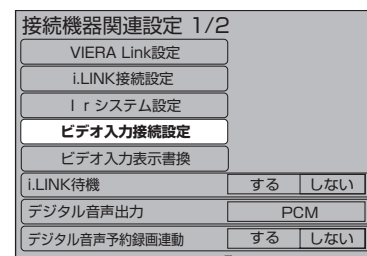 接続機器関連設定 1/2
VIERA Link設定
i.LINK接続設定
Ｉｒシステム設定
ビデオ入力接続設定
ビデオ入力表示書換
i.LINK待機 する しない
デジタル音声出力 PCM
デジタル音声予約録画連動 する しない